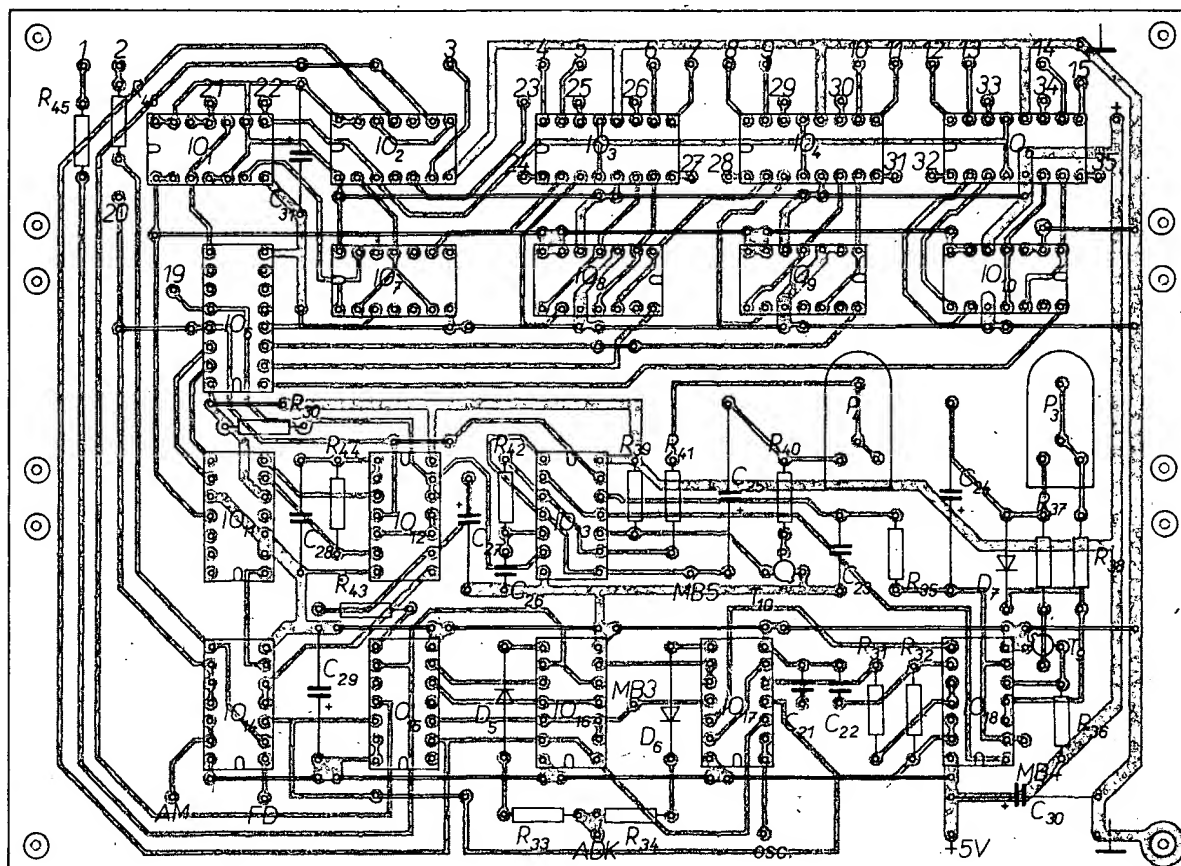 1 2 3 4 5 6 7 8 9 10 11 12 13 14 15
R45 21 22 23 25 26 29 30 33 34 +
IO1 IO2 IO3 IO4
24 27 28 31 32 35
20 C31
19 IO7 IO8 IO9 IO10
R30 P4 P3
R44 R42 R39 R41 R40 C25 C24 R37
IO11 C28 IO12 C27 IO13 C23 R38
R43 C26 MB5 R35 D7
T10 R31 R32
C29 MB3
IO14 D5 IO16 D6 IO17 C21 C22 IO18 R36
MB4
AM FD C30
R33 ADK R34 OSC. +5V